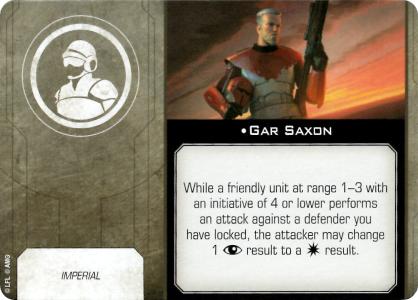 • GAR SAXON
While a friendly unit at range 1–3 with
an initiative of 4 or lower performs
an attack against a defender you
have locked, the attacker may change
1 result to a result.
IMPERIAL
© LFL © AMG